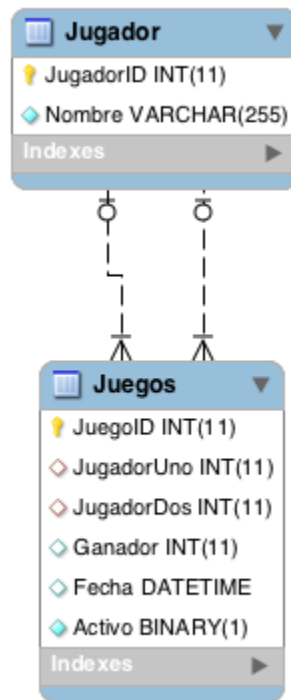 Jugador
JugadorID INT(11)
Nombre VARCHAR(255)
Indexes
Juegos
JuegoID INT(11)
JugadorUno INT(11)
JugadorDos INT(11)
Ganador INT(11)
Fecha DATETIME
Activo BINARY(1)
Indexes